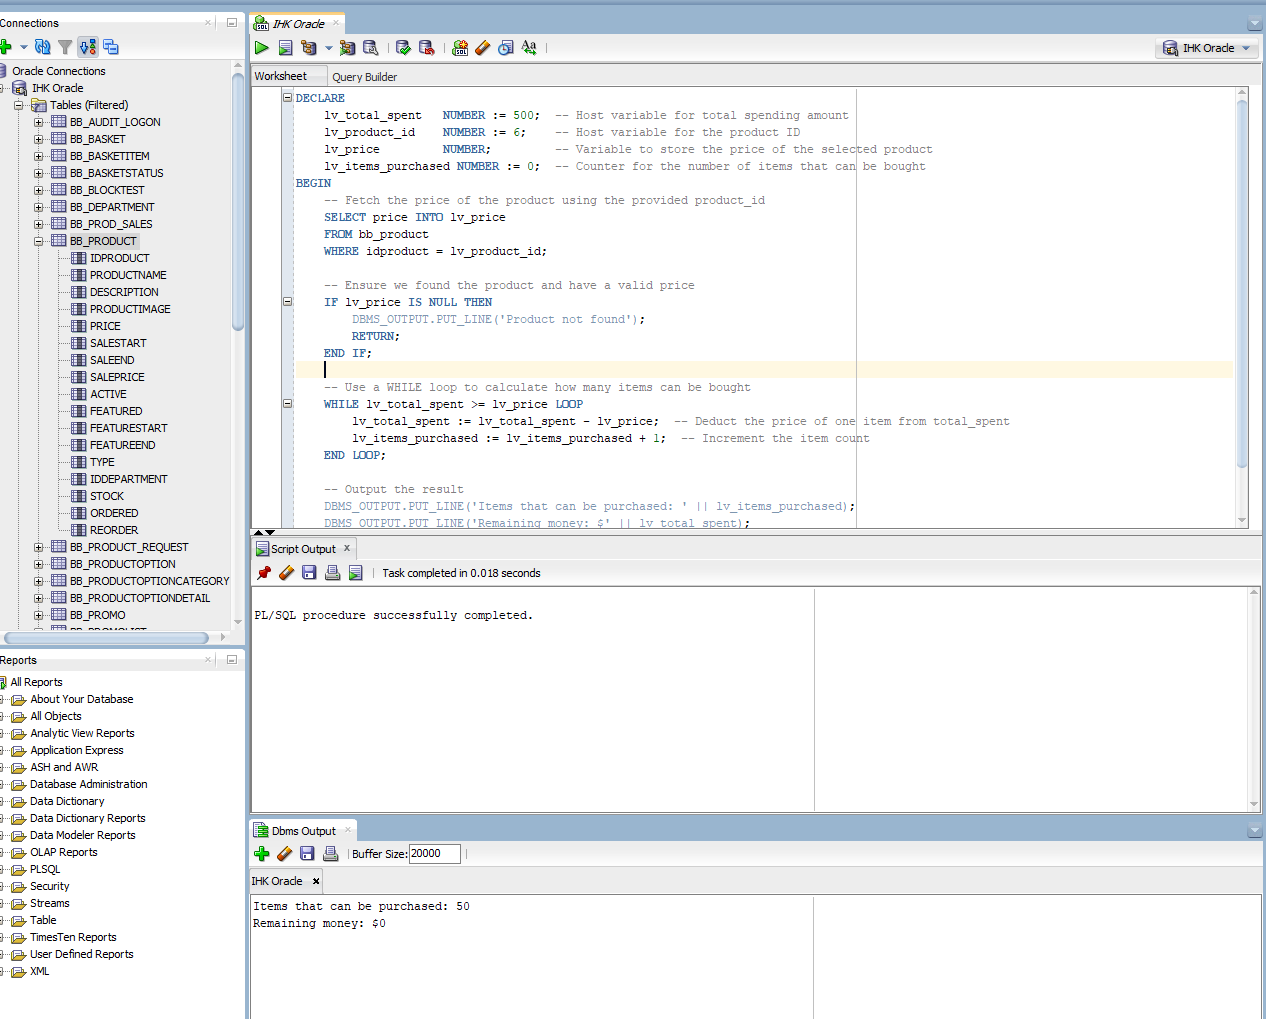 Connections
Oracle Connections
IHK Oracle
Tables (Filtered)
BB_AUDIT_LOGON
BB_BASKET
BB_BASKETITEM
BB_BASKETSTATUS
BB_BLOCKTEST
BB_DEPARTMENT
BB_PROD_SALES
BB_PRODUCT
IDPRODUCT
PRODUCTNAME
DESCRIPTION
PRODUCTIMAGE
PRICE
SALESTART
SALEEND
SALEPRICE
ACTIVE
FEATURED
FEATURESTART
FEATUREEND
TYPE
IDDEPARTMENT
STOCK
ORDERED
REORDER
BB_PRODUCT_REQUEST
BB_PRODUCTOPTION
BB_PRODUCTOPTIONCATEGORY
BB_PRODUCTOPTIONDETAIL
BB_PROMO
Reports
All Reports
About Your Database
All Objects
Analytic View Reports
Application Express
ASH and AWR
Database Administration
Data Dictionary
Data Dictionary Reports
Data Modeler Reports
OLAP Reports
PLSQL
Security
Streams
Table
TimesTen Reports
User Defined Reports
XML
IHK Oracle
IHK Oracle
Worksheet Query Builder
DECLARE
    lv_total_spent   NUMBER := 500;  -- Host variable for total spending amount
    lv_product_id    NUMBER := 6;    -- Host variable for the product ID
    lv_price         NUMBER;         -- Variable to store the price of the selected product
    lv_items_purchased NUMBER := 0;  -- Counter for the number of items that can be bought
BEGIN
    -- Fetch the price of the product using the provided product_id
    SELECT price INTO lv_price
    FROM bb_product
    WHERE idproduct = lv_product_id;
    -- Ensure we found the product and have a valid price
    IF lv_price IS NULL THEN
        DBMS_OUTPUT.PUT_LINE('Product not found');
        RETURN;
    END IF;
    -- Use a WHILE loop to calculate how many items can be bought
    WHILE lv_total_spent >= lv_price LOOP
        lv_total_spent := lv_total_spent - lv_price;  -- Deduct the price of one item from total_spent
        lv_items_purchased := lv_items_purchased + 1;  -- Increment the item count
    END LOOP;
    -- Output the result
    DBMS_OUTPUT.PUT_LINE('Items that can be purchased: ' || lv_items_purchased);
    DBMS_OUTPUT.PUT_LINE('Remaining money: $' || lv_total_spent);
Script Output
Task completed in 0.018 seconds
PL/SQL procedure successfully completed.
Dbms Output
Buffer Size: 20000
IHK Oracle
Items that can be purchased: 50
Remaining money: $0